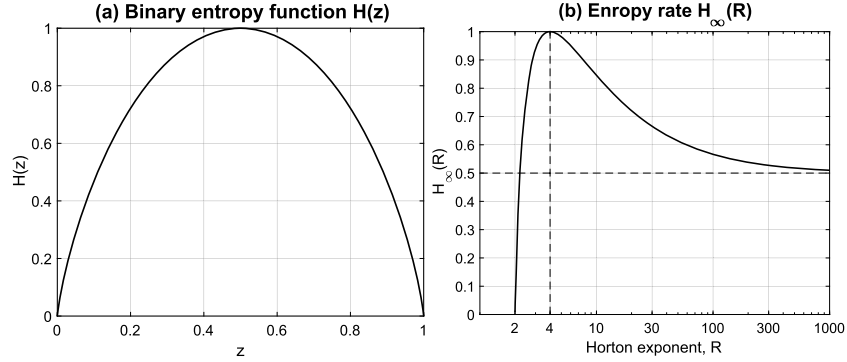 (a) Binary entropy function H(z)
1
0.8
0.6
0.4
0.2
0
H(z)
0 0.2 0.4 0.6 0.8 1
z
(b) Enropy rate H∞(R)
1
0.9
0.8
0.7
0.6
0.5
0.4
0.3
0.2
0.1
0
H∞(R)
2 4 10 30 100 300 1000
Horton exponent, R